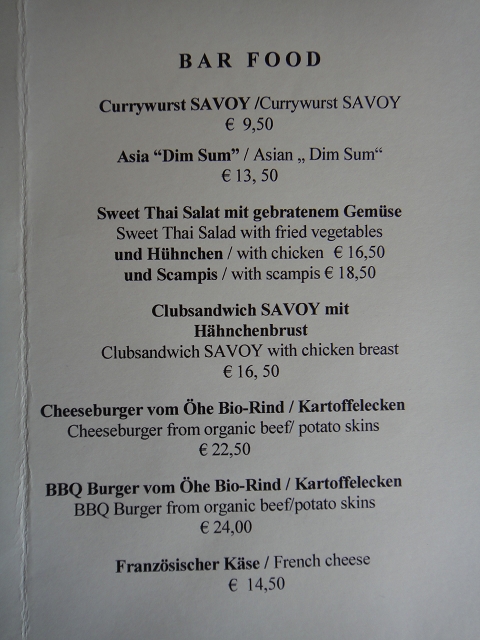 BAR FOOD
Currywurst SAVOY /Currywurst SAVOY
€ 9,50
Asia “Dim Sum” / Asian „ Dim Sum“
€ 13, 50
Sweet Thai Salat mit gebratenem Gemüse
Sweet Thai Salad with fried vegetables
und Hühnchen / with chicken € 16,50
und Scampis / with scampis € 18,50
Clubsandwich SAVOY mit
Hähnchenbrust
Clubsandwich SAVOY with chicken breast
€ 16, 50
Cheeseburger vom Öhe Bio-Rind / Kartoffelecken
Cheeseburger from organic beef/ potato skins
€ 22,50
BBQ Burger vom Öhe Bio-Rind / Kartoffelecken
BBQ Burger from organic beef/potato skins
€ 24,00
Französischer Käse / French cheese
€ 14,50